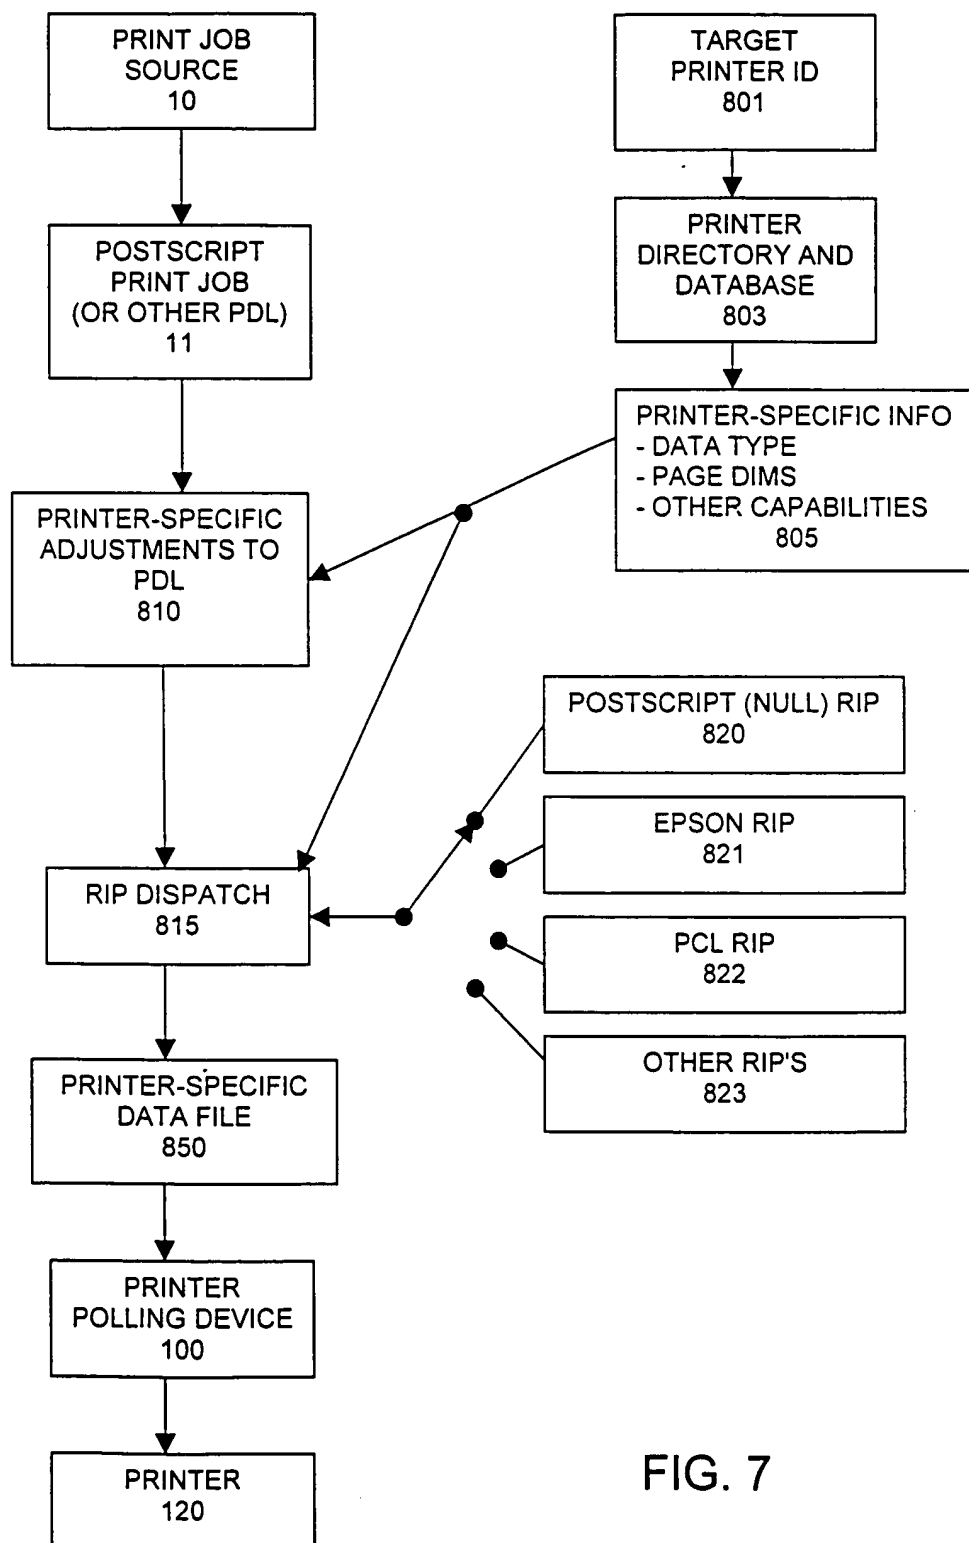 PRINT JOB
SOURCE
10
TARGET
PRINTER ID
801
POSTSCRIPT
PRINT JOB
(OR OTHER PDL)
11
PRINTER
DIRECTORY AND
DATABASE
803
PRINTER-SPECIFIC INFO
- DATA TYPE
- PAGE DIMS
- OTHER CAPABILITIES
805
PRINTER-SPECIFIC
ADJUSTMENTS TO
PDL
810
POSTSCRIPT (NULL) RIP
820
EPSON RIP
821
RIP DISPATCH
815
PCL RIP
822
OTHER RIP'S
823
PRINTER-SPECIFIC
DATA FILE
850
PRINTER
POLLING DEVICE
100
PRINTER
120
FIG. 7